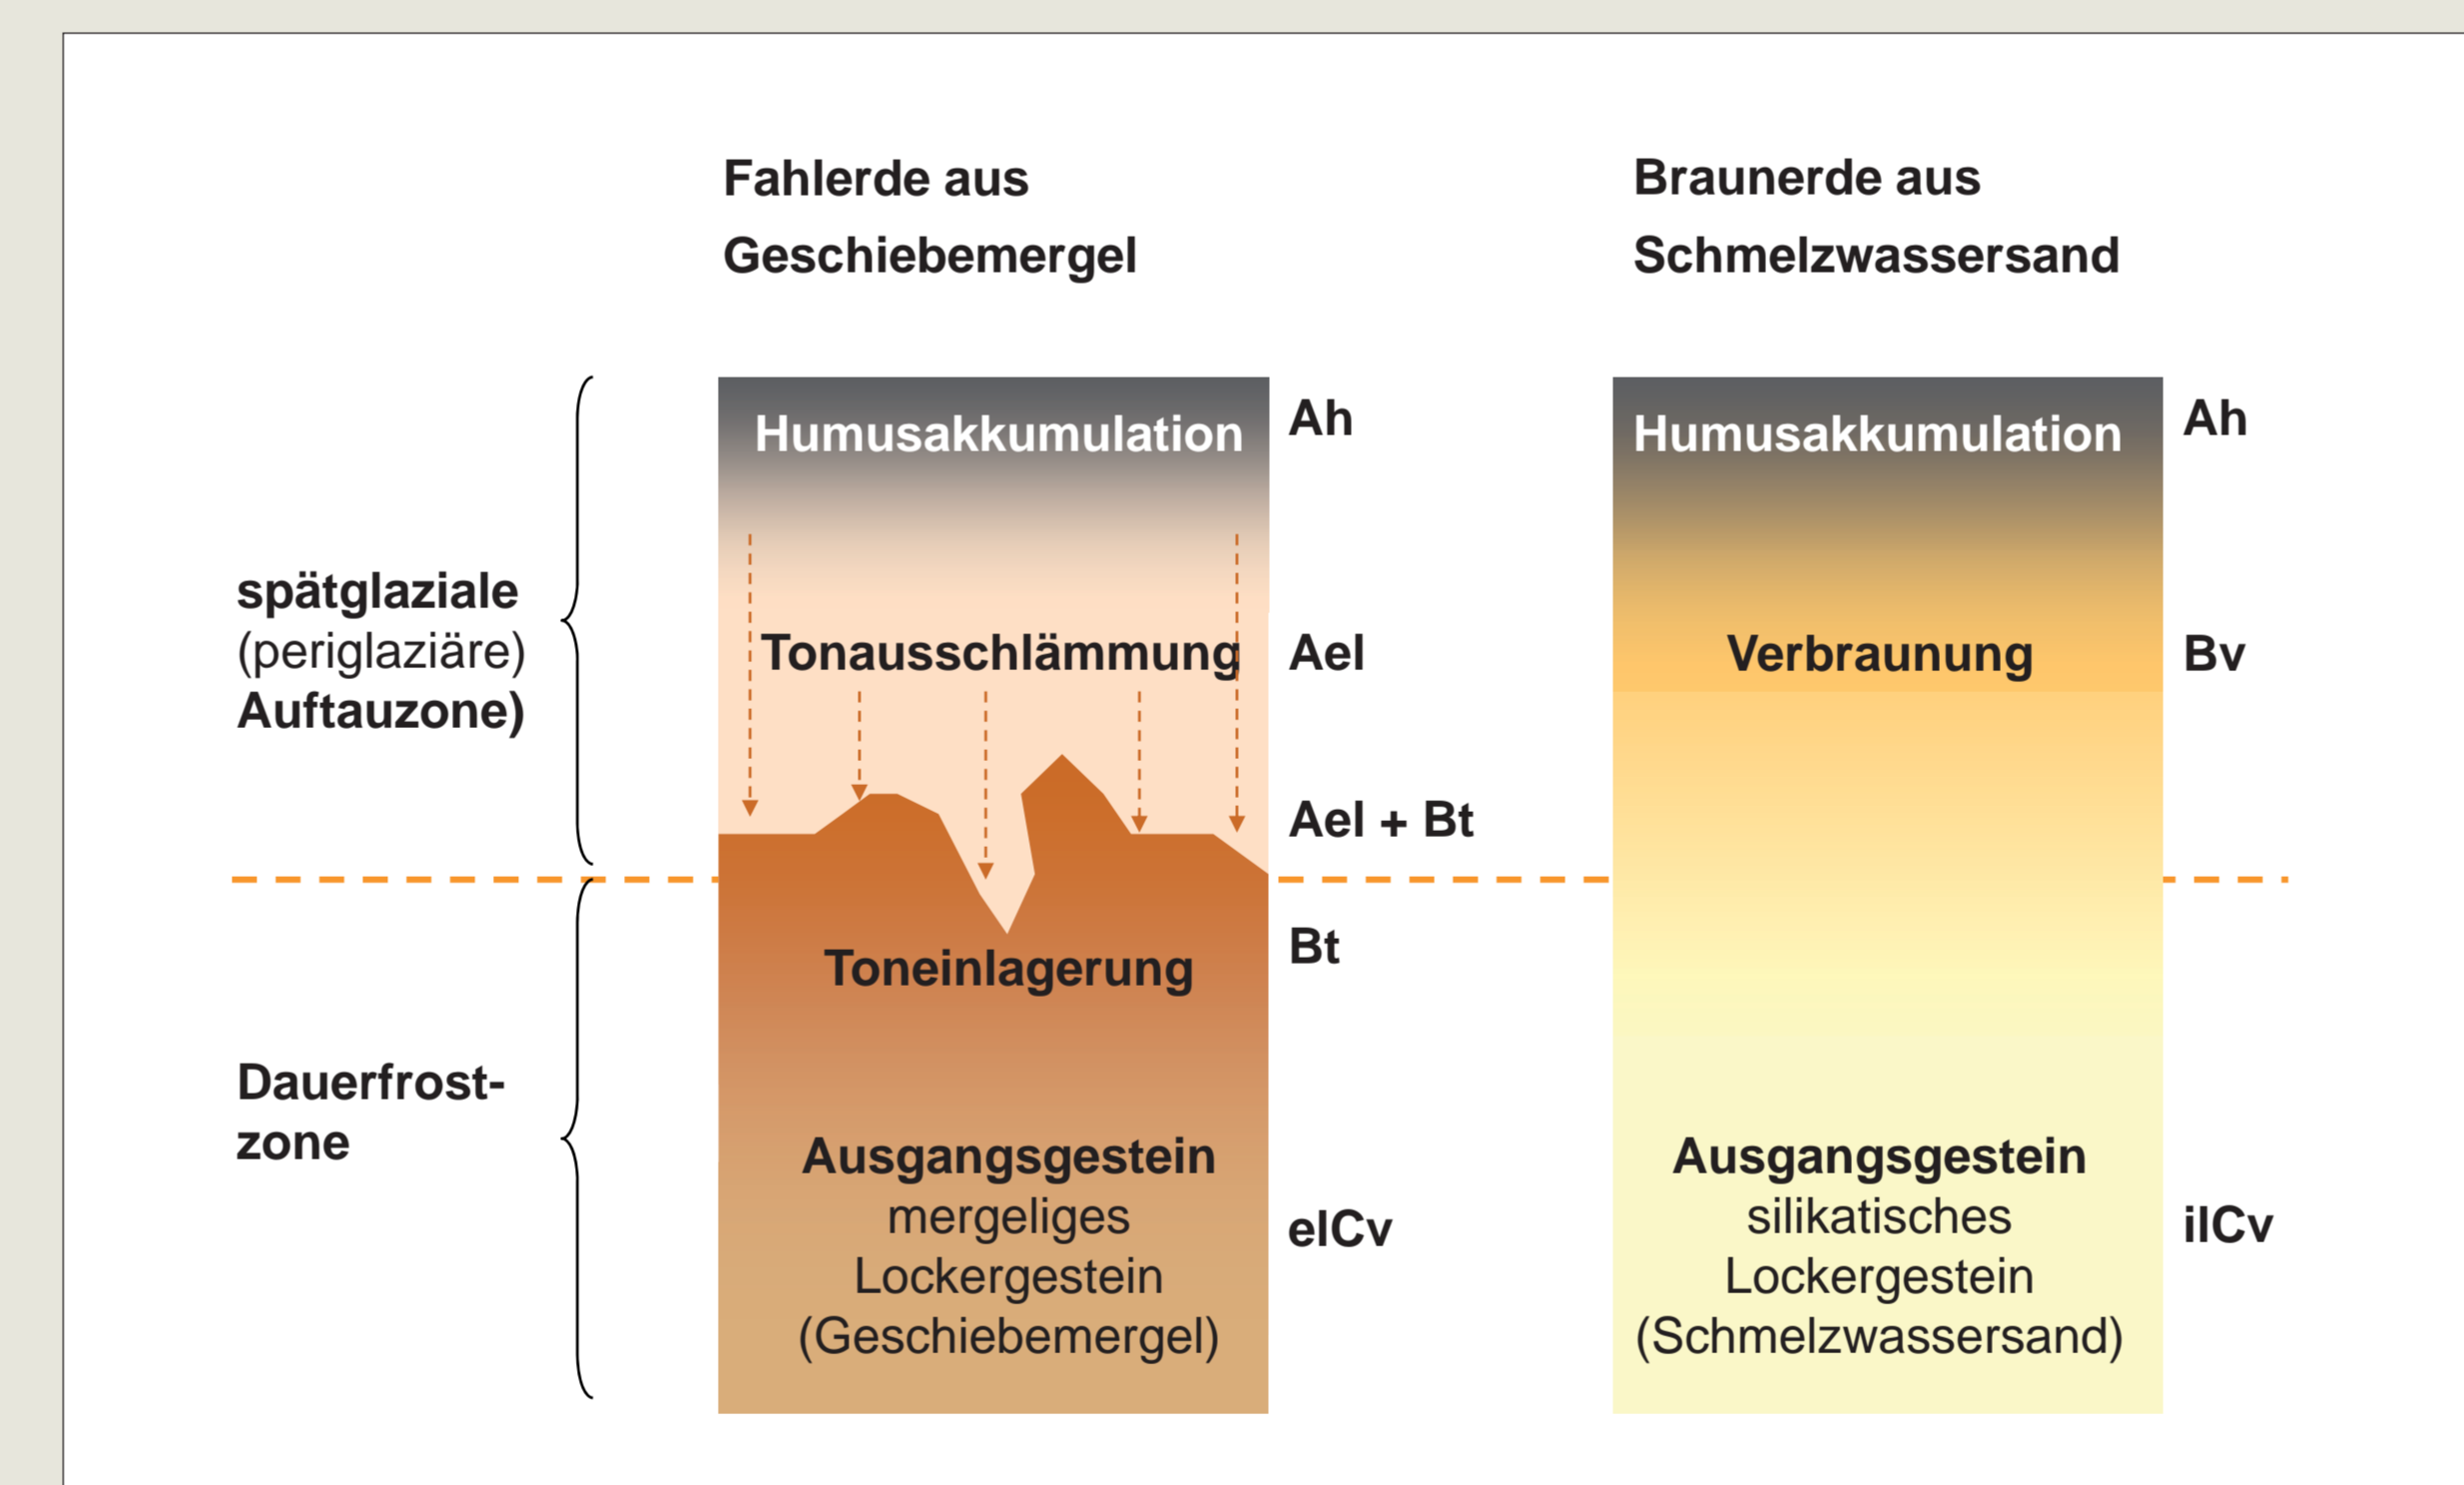 Fahlerde aus
Geschiebemergel
Braunerde aus
Schmelzwassersand
spätglaziale
(periglaziäre)
Auftauzone)
Dauerfrost-
zone
Humusakkumulation
Ah
Tonausschlämmung
Ael
Ael + Bt
Toneinlagerung
Bt
Ausgangsgestein
mergeliges
Lockergestein
(Geschiebemergel)
elCv
Humusakkumulation
Ah
Verbraunung
Bv
Ausgangsgestein
silikatisches
Lockergestein
(Schmelzwassersand)
ilCv